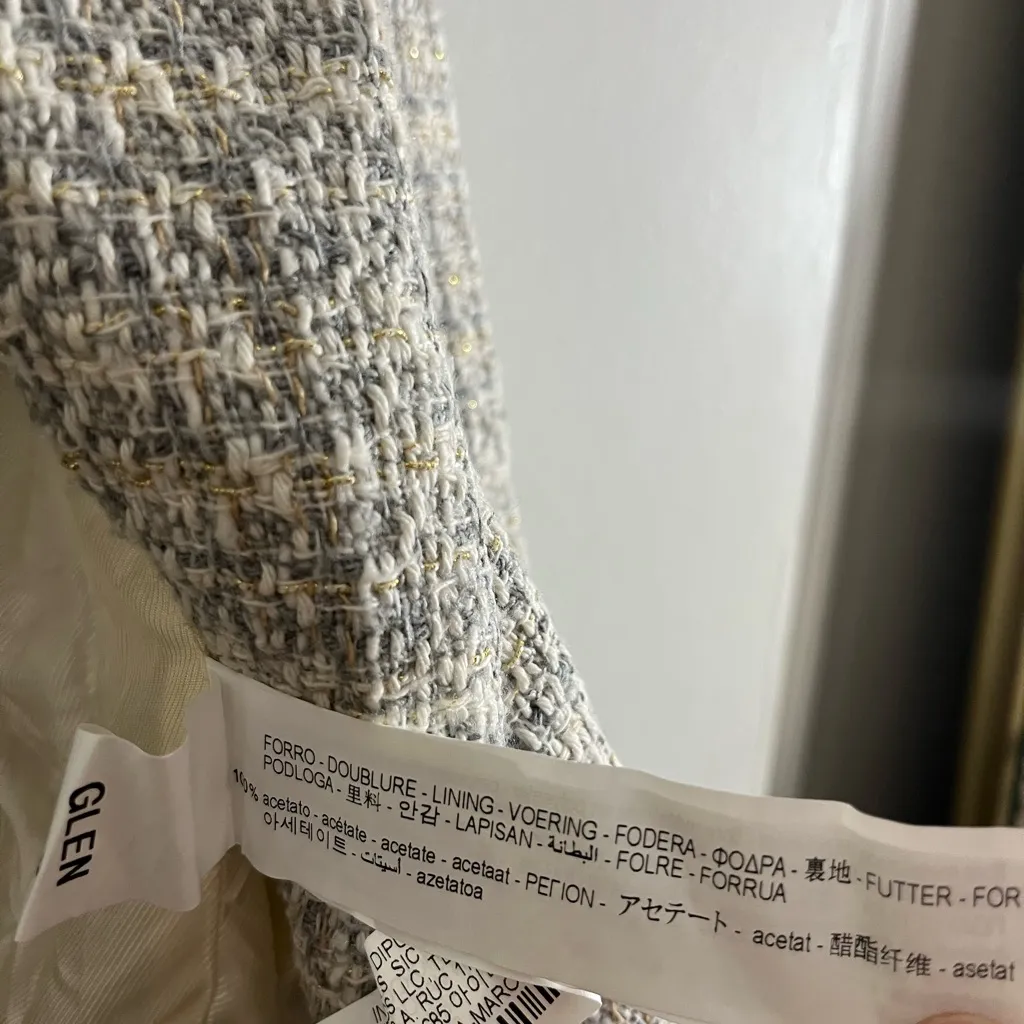 GLEN
FORRO - DOUBLURE - LINING - VOERING - FODERA - ΦΟΔΡΑ - 裏地 - FUTTER - FOR
PODLOGA - 里料 - 안감 - LAPISAN - البطانة - FOLRE - FORRUA
100% acetato - acétate - acetate - acetaat - ΡΕΓΙΟΝ - アセテート - acetat - 醋酯纤维 - asetat
아세테이트 - أسيتات - azetatoa